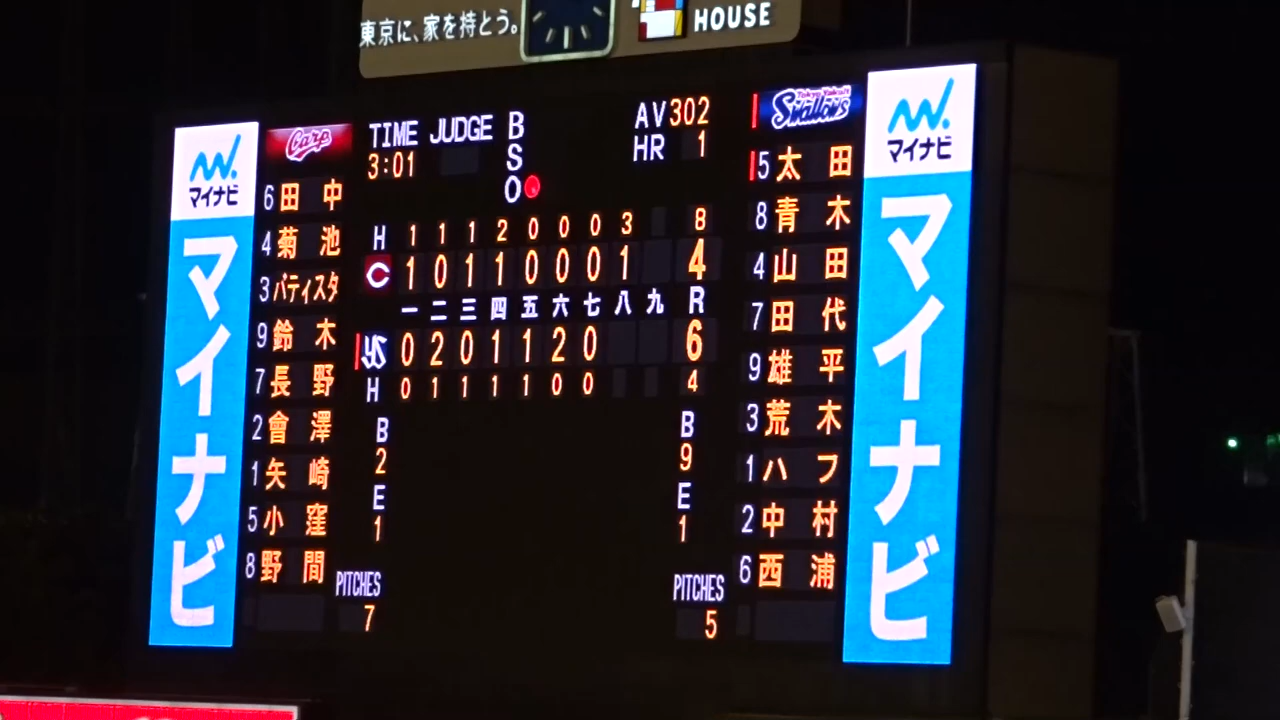 東京に、家を持とう。
HOUSE
マイナビ
マイナビ
Carp
6 田中
4 菊池
3 バティスタ
9 鈴木
7 長野
2 會澤
1 矢崎
5 小窪
8 野間
TIME JUDGE
3:01
B
S
O
AV 302
HR 1
H 1 1 1 2 0 0 0 3 8
C 1 0 1 1 0 0 0 1 4
一 二 三 四 五 六 七 八 九 R
YS 0 2 0 1 1 2 0 6
H 0 1 1 1 1 0 0 4
B
2
E
1
PITCHES
7
B
9
E
1
PITCHES
5
Tokyo Yakult
Swallows
5 太田
8 青木
4 山田
7 田代
9 雄平
3 荒木
1 ハフ
2 中村
6 西浦
マイナビ
マイナビ